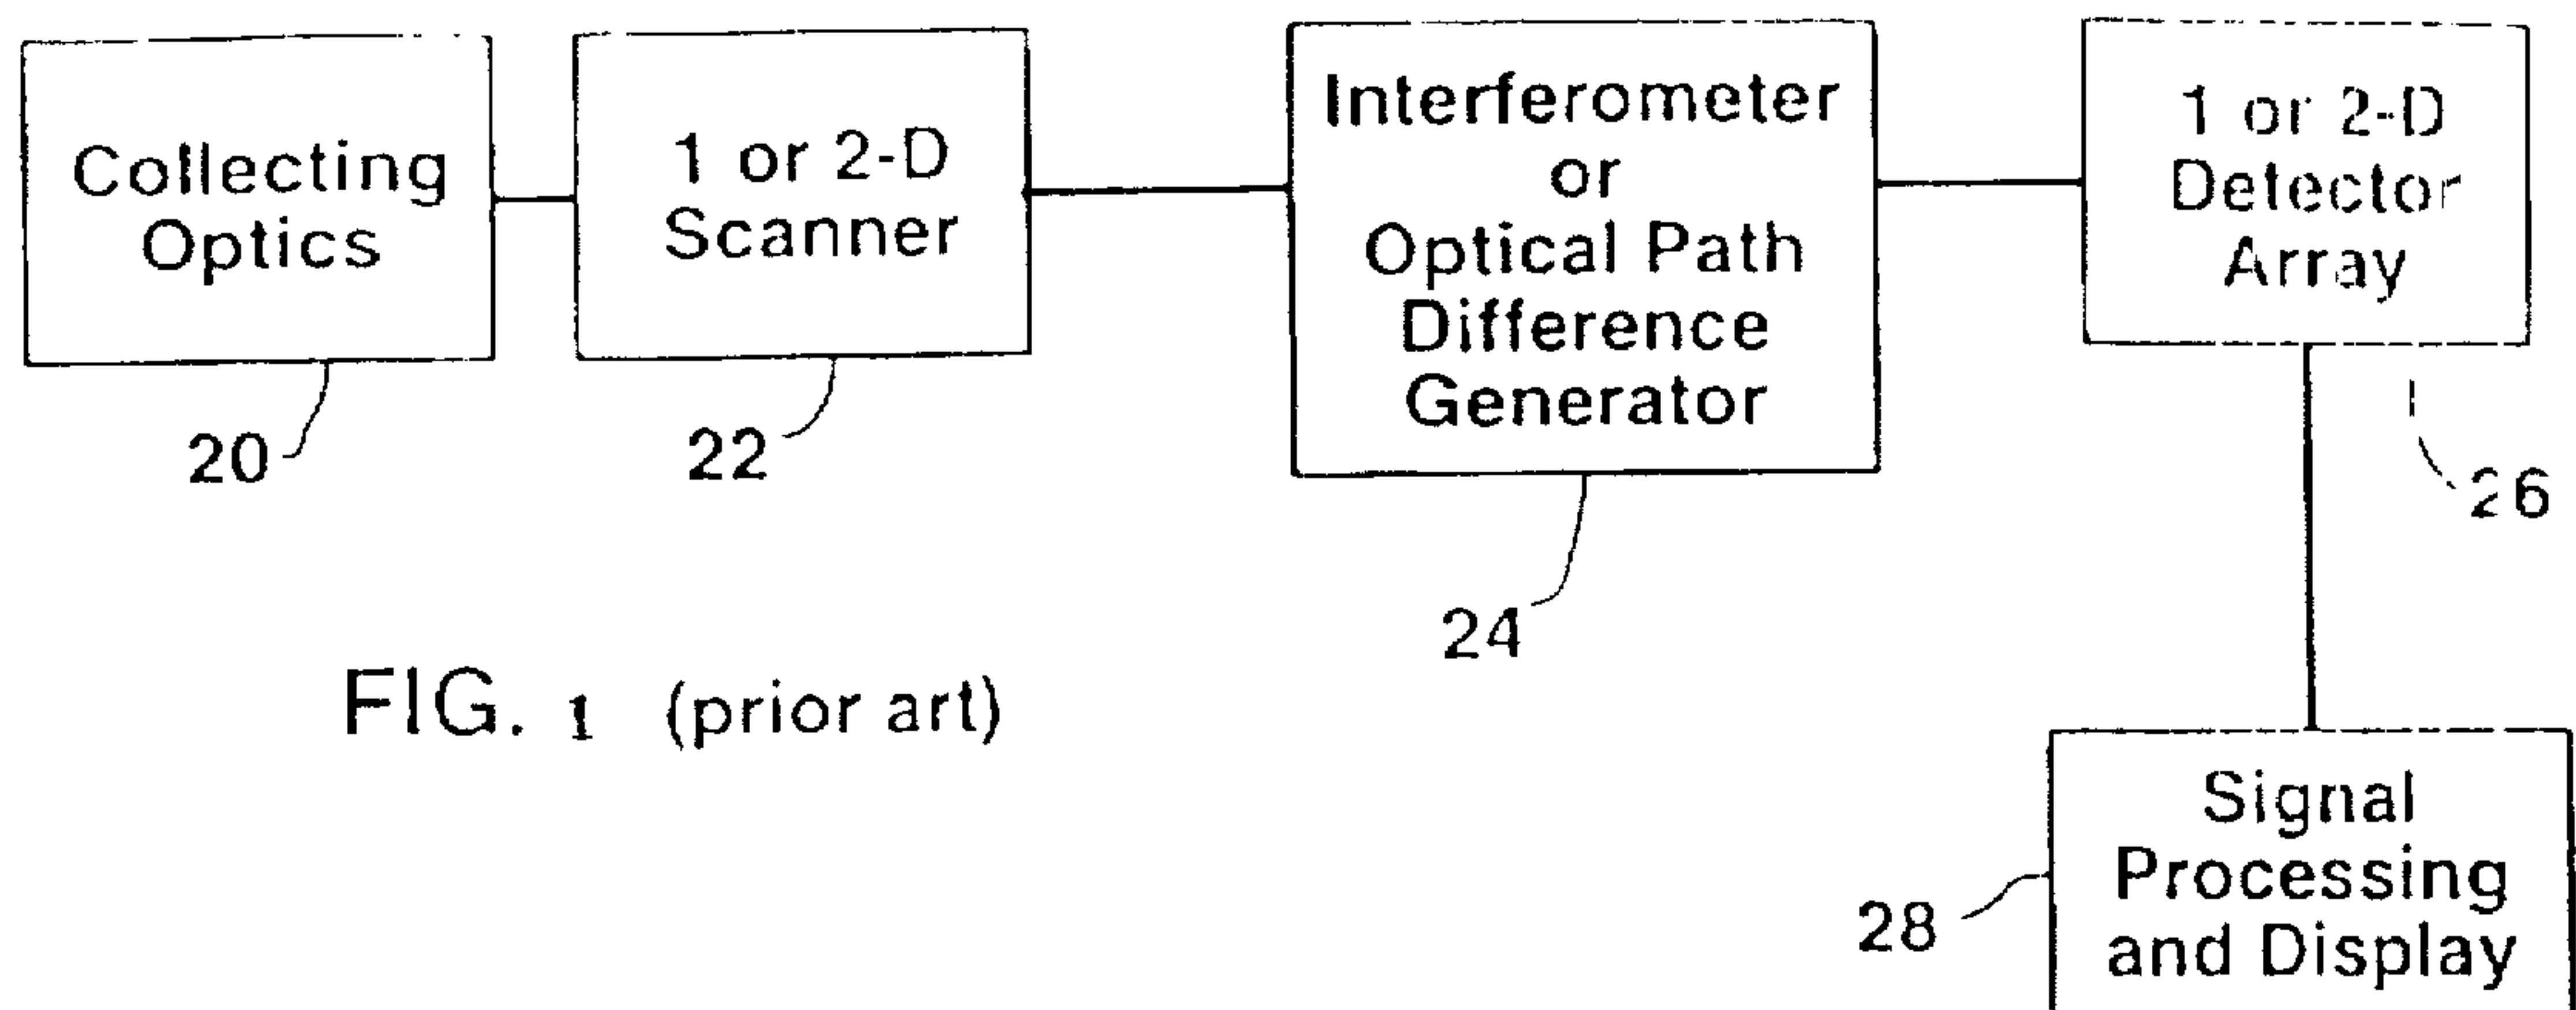 Collecting
Optics
20
1 or 2-D
Scanner
22
Interferometer
or
Optical Path
Difference
Generator
24
1 or 2-D
Detector
Array
26
Signal
Processing
and Display
28
FIG. 1 (prior art)